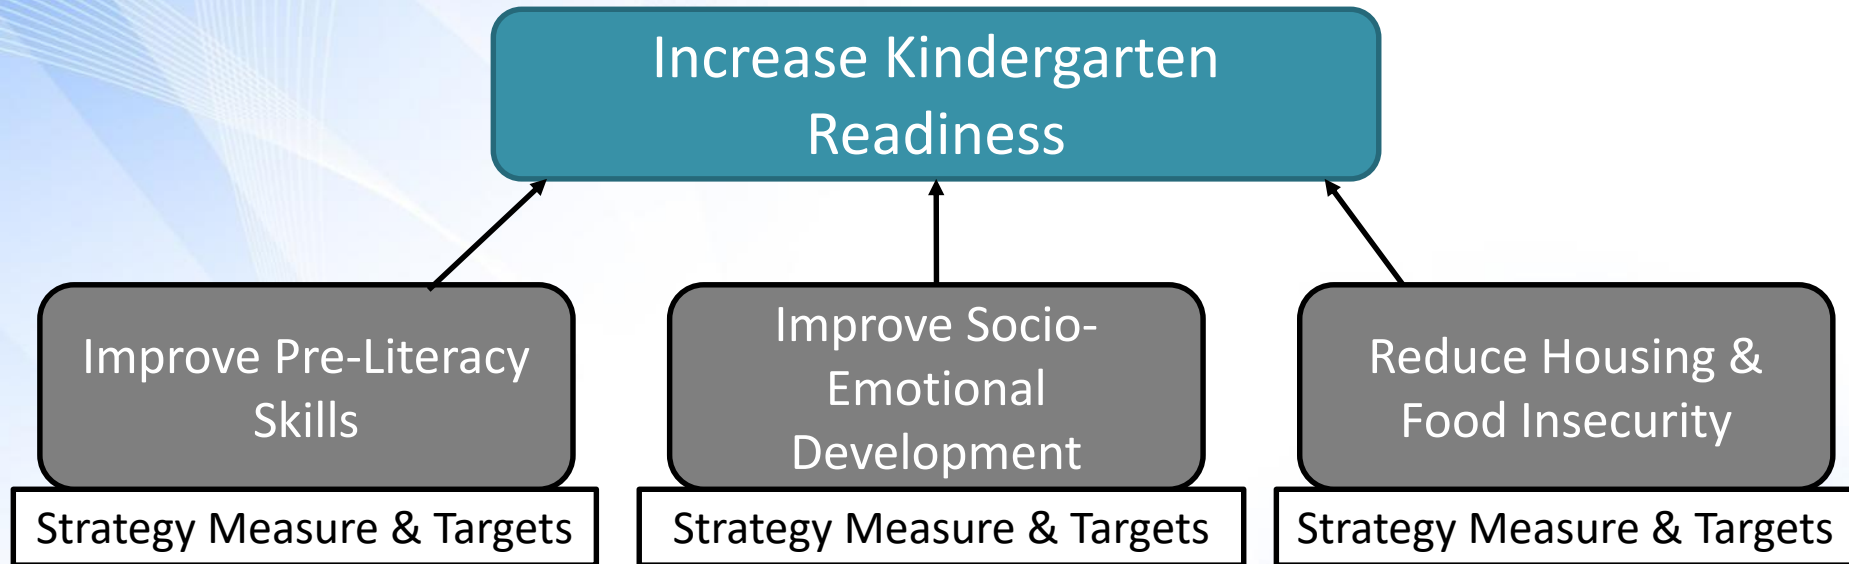 Increase Kindergarten
Readiness
Improve Pre-Literacy
Skills
Improve Socio-
Emotional
Development
Reduce Housing &
Food Insecurity
Strategy Measure & Targets
Strategy Measure & Targets
Strategy Measure & Targets